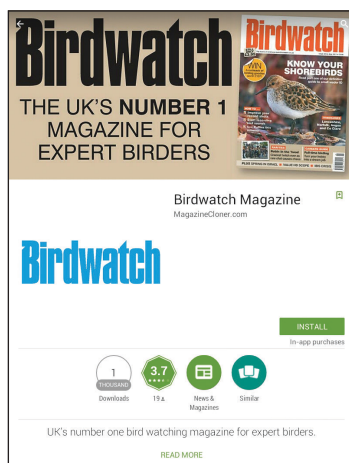 Birdwatch
THE UK'S NUMBER 1
MAGAZINE FOR
EXPERT BIRDERS
Birdwatch
WIN
KNOW YOUR
SHOREBIRDS
Birdwatch Magazine
MagazineCloner.com
Birdwatch
INSTALL
In-app purchases
1
THOUSAND
Downloads
3.7
19
News &
Magazines
Similar
UK's number one bird watching magazine for expert birders.
READ MORE